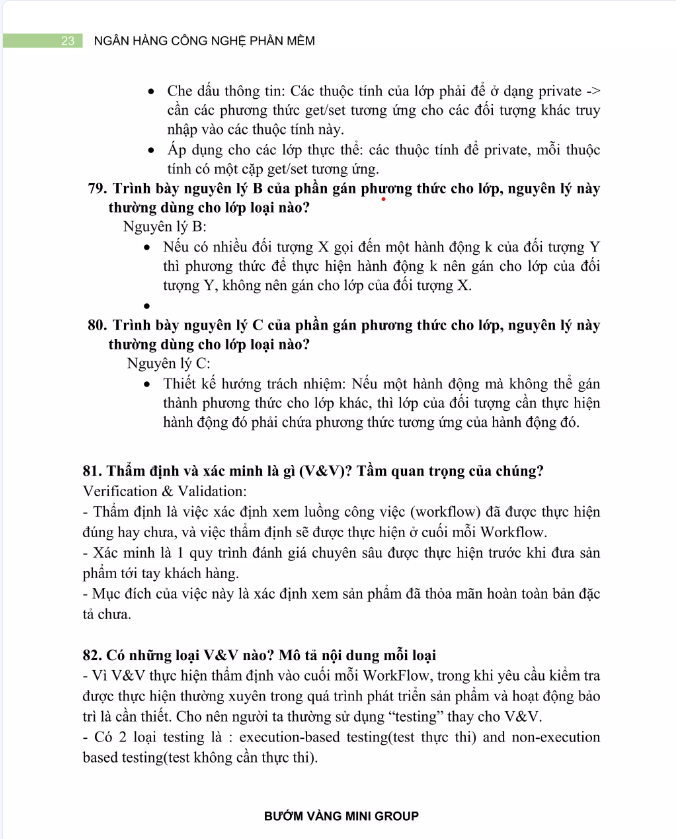 23 NGÂN HÀNG CÔNG NGHỆ PHẦN MỀM
• Che dấu thông tin: Các thuộc tính của lớp phải để ở dạng private ->
cần các phương thức get/set tương ứng cho các đối tượng khác truy
nhập vào các thuộc tính này.
• Áp dụng cho các lớp thực thể: các thuộc tính để private, mỗi thuộc
tính có một cặp get/set tương ứng.
79. Trình bày nguyên lý B của phần gán phương thức cho lớp, nguyên lý này
thường dùng cho lớp loại nào?
Nguyên lý B:
• Nếu có nhiều đối tượng X gọi đến một hành động k của đối tượng Y
thì phương thức để thực hiện hành động k nên gán cho lớp của đối
tượng Y, không nên gán cho lớp của đối tượng X.
•
80. Trình bày nguyên lý C của phần gán phương thức cho lớp, nguyên lý này
thường dùng cho lớp loại nào?
Nguyên lý C:
• Thiết kế hướng trách nhiệm: Nếu một hành động mà không thể gán
thành phương thức cho lớp khác, thì lớp của đối tượng cần thực hiện
hành động đó phải chứa phương thức tương ứng của hành động đó.
81. Thẩm định và xác minh là gì (V&V)? Tầm quan trọng của chúng?
Verification & Validation:
- Thẩm định là việc xác định xem luồng công việc (workflow) đã được thực hiện
đúng hay chưa, và việc thẩm định sẽ được thực hiện ở cuối mỗi Workflow.
- Xác minh là 1 quy trình đánh giá chuyên sâu được thực hiện trước khi đưa sản
phẩm tới tay khách hàng.
- Mục đích của việc này là xác định xem sản phẩm đã thỏa mãn hoàn toàn bản đặc
tả chưa.
82. Có những loại V&V nào? Mô tả nội dung mỗi loại
- Vì V&V thực hiện thẩm định vào cuối mỗi WorkFlow, trong khi yêu cầu kiểm tra
được thực hiện thường xuyên trong quá trình phát triển sản phẩm và hoạt động bảo
trì là cần thiết. Cho nên người ta thường sử dụng “testing” thay cho V&V.
- Có 2 loại testing là : execution-based testing(test thực thi) and non-execution
based testing(test không cần thực thi).
BƯỚM VÀNG MINI GROUP